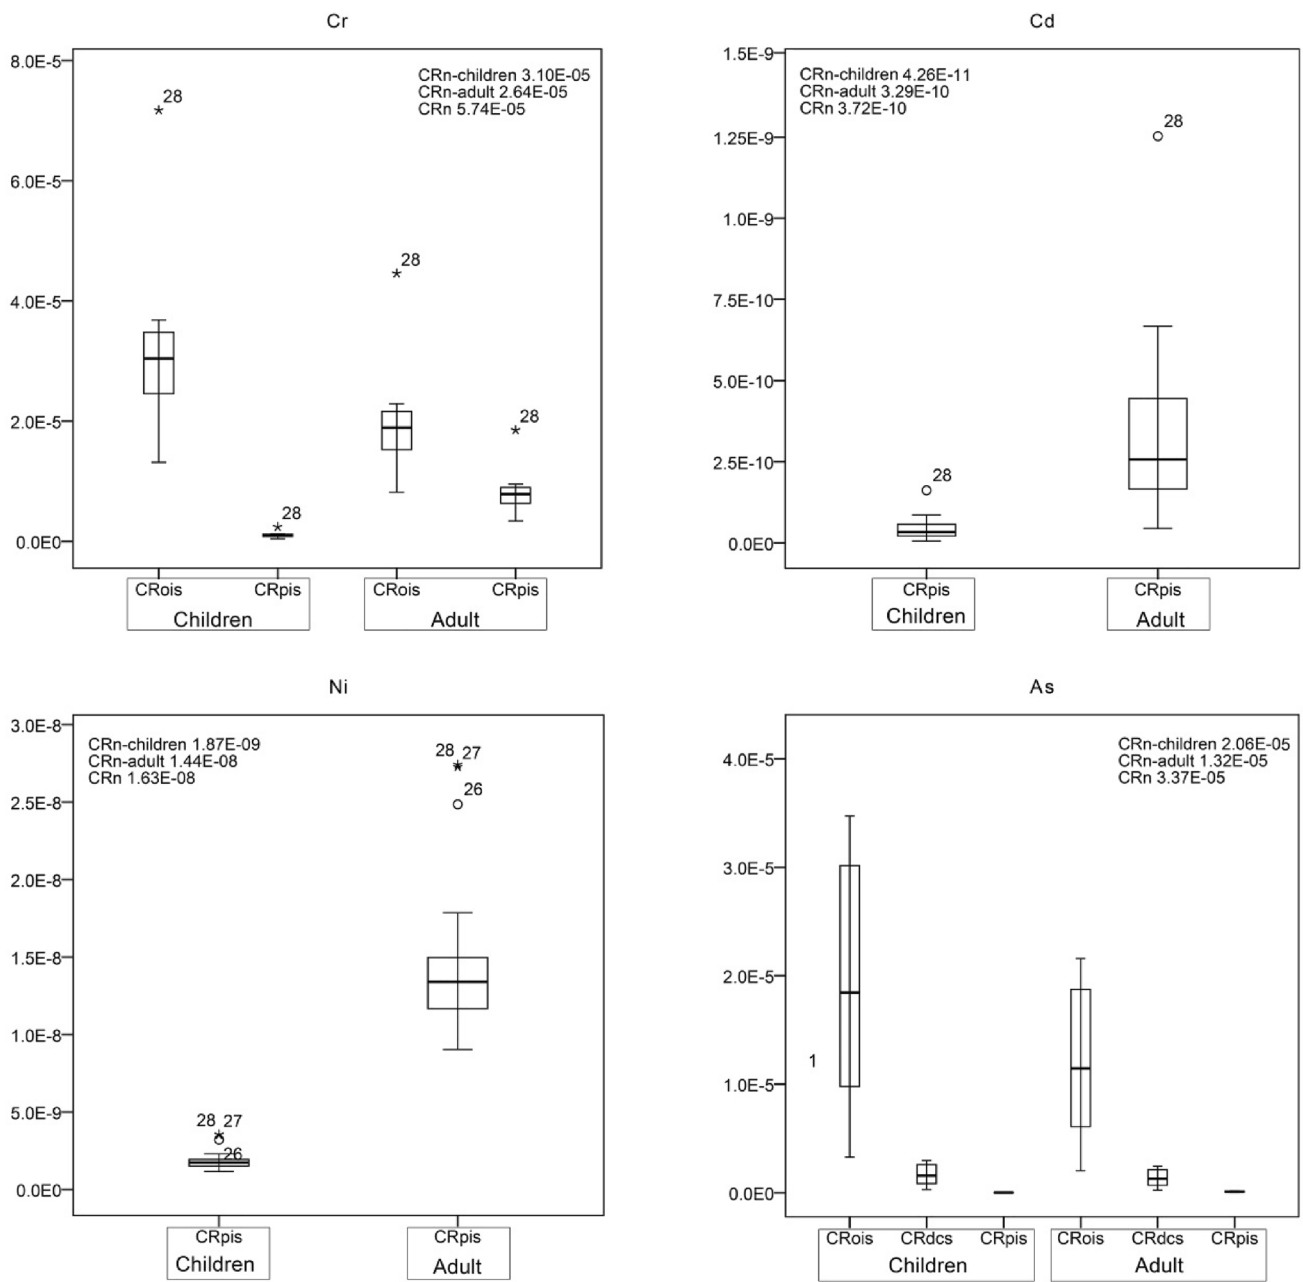 Cr
8.0E-5
6.0E-5
4.0E-5
2.0E-5
0.0E0
CRn-children 3.10E-05
CRn-adult 2.64E-05
CRn 5.74E-05
28
28
28
28
CRois CRpis CRois CRpis
Children Adult
Cd
1.5E-9
1.25E-9
1.0E-9
7.5E-10
5.0E-10
2.5E-10
0.0E0
CRn-children 4.26E-11
CRn-adult 3.29E-10
CRn 3.72E-10
28
28
CRpis CRpis
Children Adult
Ni
3.0E-8
2.5E-8
2.0E-8
1.5E-8
1.0E-8
5.0E-9
0.0E0
CRn-children 1.87E-09
CRn-adult 1.44E-08
CRn 1.63E-08
28 27
26
28 27
26
CRpis CRpis
Children Adult
As
4.0E-5
3.0E-5
2.0E-5
1.0E-5
0.0E0
CRn-children 2.06E-05
CRn-adult 1.32E-05
CRn 3.37E-05
1
CRois CRdcs CRpis CRois CRdcs CRpis
Children Adult